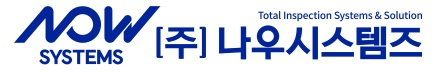 NOW
SYSTEMS
Total Inspection Systems & Solution
[주] 나우시스템즈